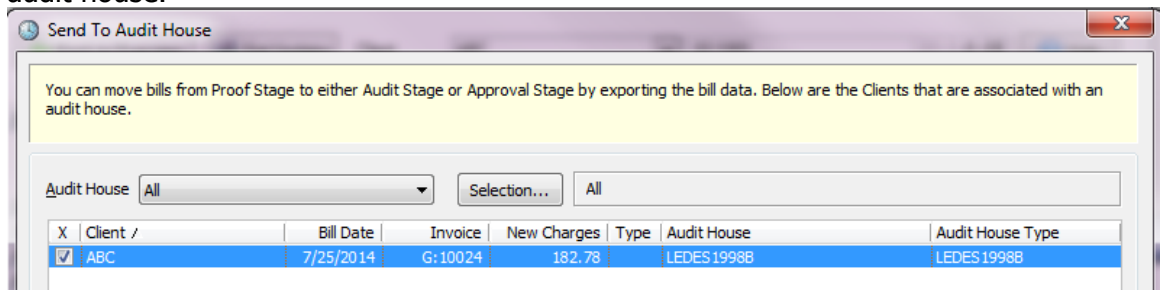 audit house.
Send To Audit House
You can move bills from Proof Stage to either Audit Stage or Approval Stage by exporting the bill data. Below are the Clients that are associated with an
audit house.
Audit House All Selection... All
X Client / Bill Date Invoice New Charges Type Audit House Audit House Type
ABC 7/25/2014 G:10024 182.78 LEDES1998B LEDES1998B